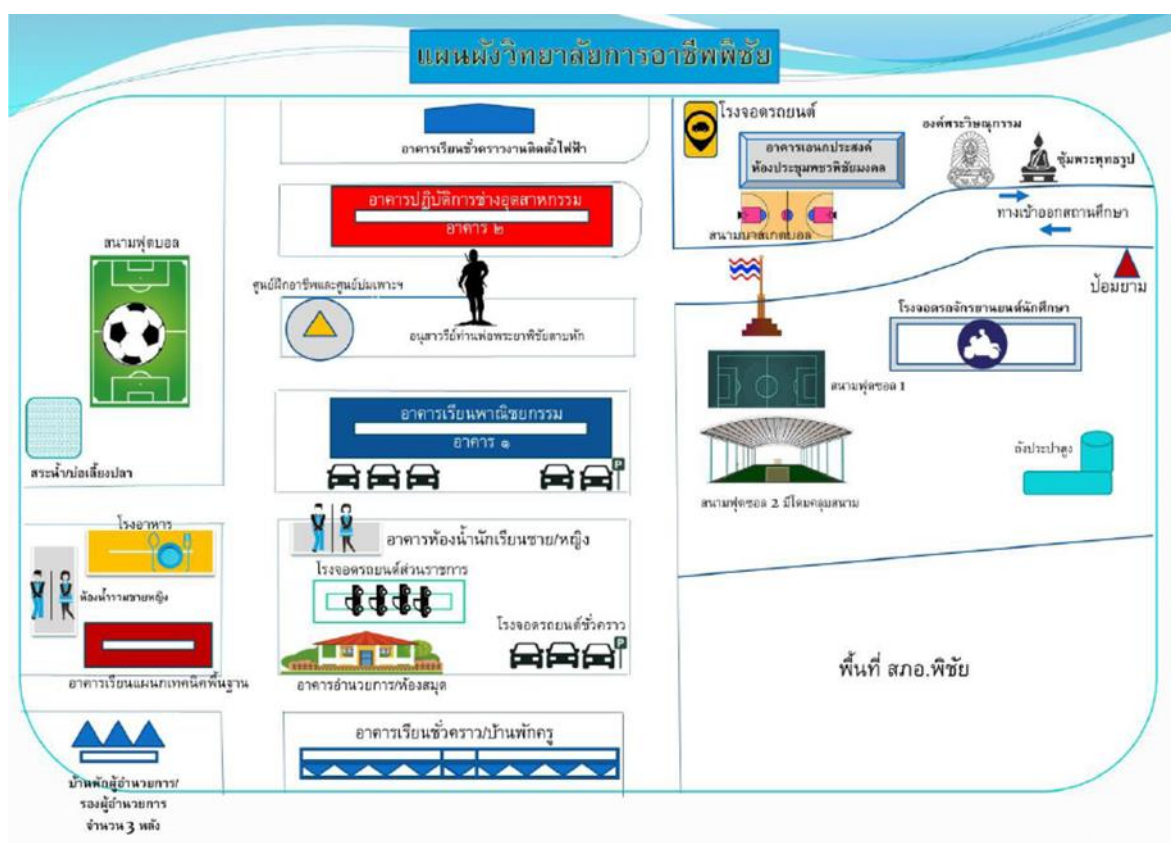 แผนผังวิทยาลัยการอาชีพพิชัย
อาคารเรียนชั่วคราวงานติดตั้งไฟฟ้า
โรงจอดรถยนต์
อาคารเอนกประสงค์
ห้องประชุมพชรพิชัยมงคล
องค์พระวิษณุกรรม
ซุ้มพระพุทธรูป
ทางเข้าออกสถานศึกษา
สนามบาสเกตบอล
ป้อมยาม
อาคารปฏิบัติการช่างอุตสาหกรรม
อาคาร ๒
สนามฟุตบอล
ศูนย์ฝึกอาชีพและศูนย์บ่มเพาะฯ
อนุสาวรีย์ท่านพ่อพระยาพิชัยดาบหัก
โรงจอดรถจักรยานยนต์นักศึกษา
สนามฟุตซอล 1
อาคารเรียนพาณิชยกรรม
อาคาร ๑
P
สระน้ำ/บ่อเลี้ยงปลา
ถังประปาสูง
สนามฟุตซอล 2 มีโดมคลุมสนาม
โรงอาหาร
ห้องน้ำรวมชายหญิง
อาคารเรียนแผนกเทคนิคพื้นฐาน
อาคารห้องน้ำนักเรียนชาย/หญิง
โรงจอดรถยนต์ส่วนราชการ
โรงจอดรถยนต์ชั่วคราว
P
อาคารอำนวยการ/ห้องสมุด
พื้นที่ สภอ.พิชัย
อาคารเรียนชั่วคราว/บ้านพักครู
บ้านพักผู้อำนวยการ/
รองผู้อำนวยการ
จำนวน 3 หลัง